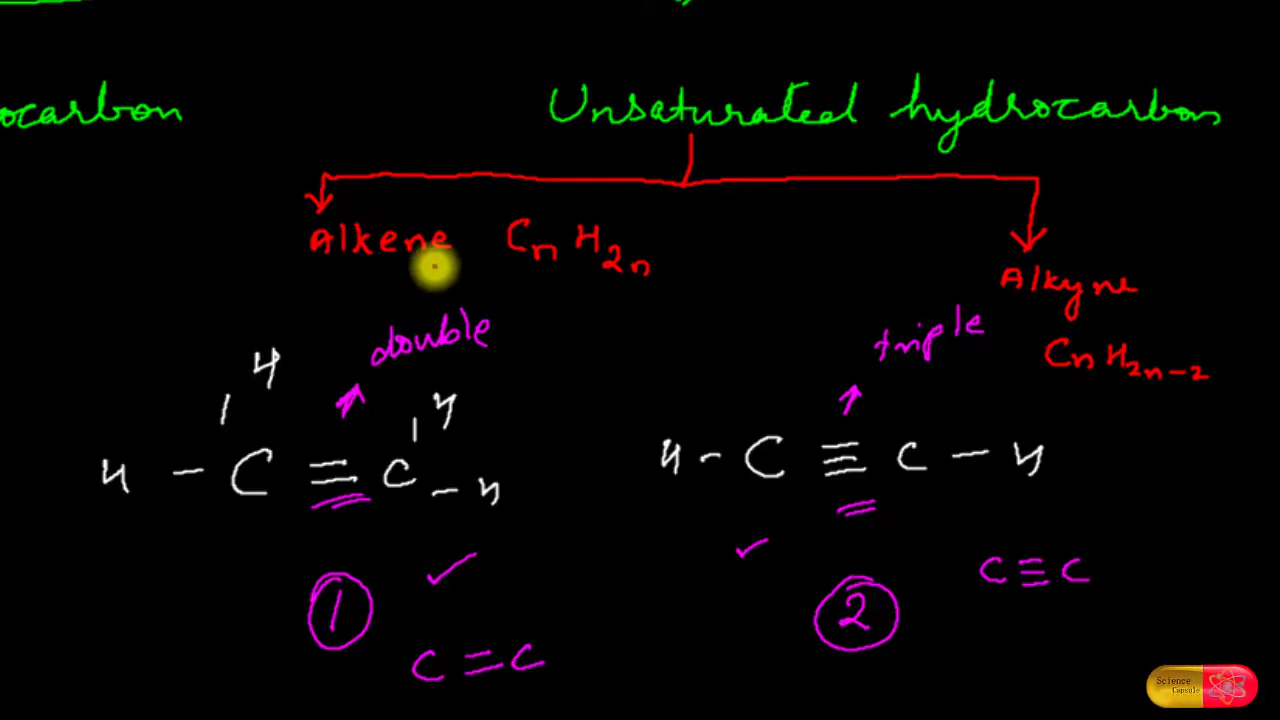 ocarbon
Unsaturated hydrocarbon
Alkene CnH2n
Alkyne
CnH2n-2
double
triple
H
H
H - C = C - H
H - C ≡ C - H
1
2
C = C
C ≡ C
Science
Capsule